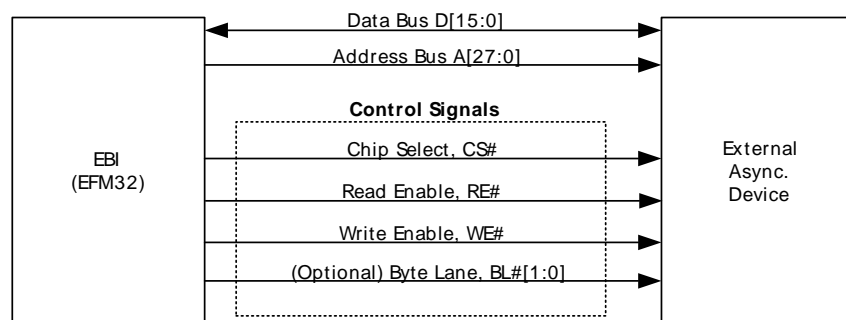 Data Bus D[15:0]
Address Bus A[27:0]
Control Signals
EBI
(EFM32)
Chip Select, CS#
Read Enable, RE#
Write Enable, WE#
(Optional) Byte Lane, BL#[1:0]
External
Async.
Device